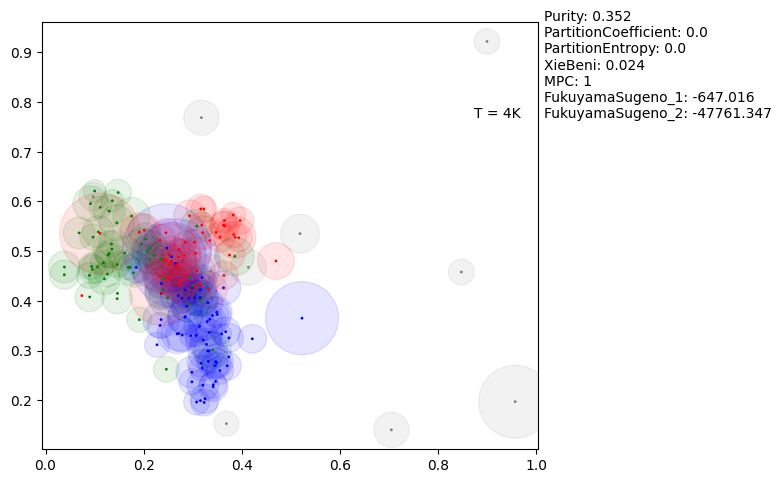 Purity: 0.352
PartitionCoefficient: 0.0
PartitionEntropy: 0.0
XieBeni: 0.024
MPC: 1
FukuyamaSugeno_1: -647.016
FukuyamaSugeno_2: -47761.347
T = 4K
0.9
0.8
0.7
0.6
0.5
0.4
0.3
0.2
0.0
0.2
0.4
0.6
0.8
1.0